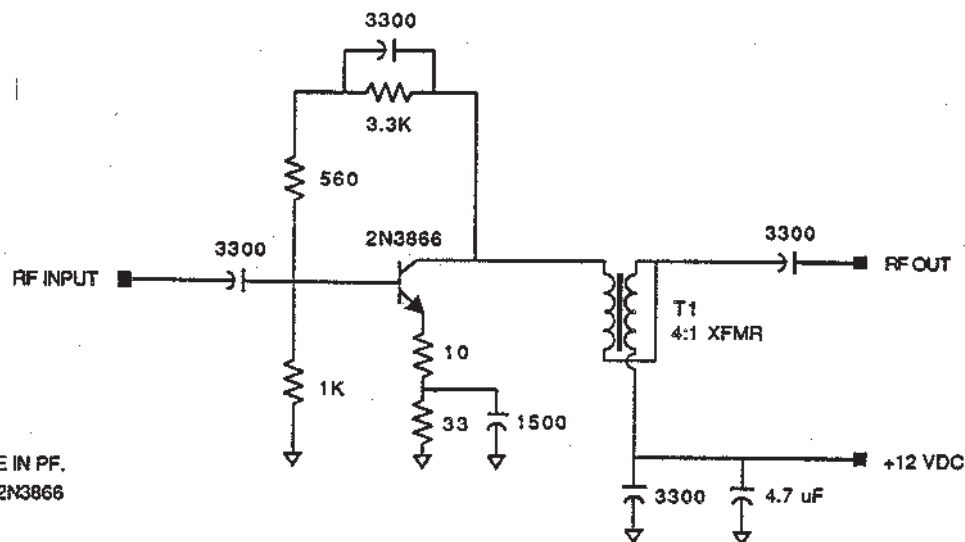 3300
3.3K
560
3300
2N3866
3300
RF INPUT
RF OUT
T1
4:1 XFMR
10
1K
33
1500
E IN PF.
2N3866
+12 VDC
3300
4.7 uF